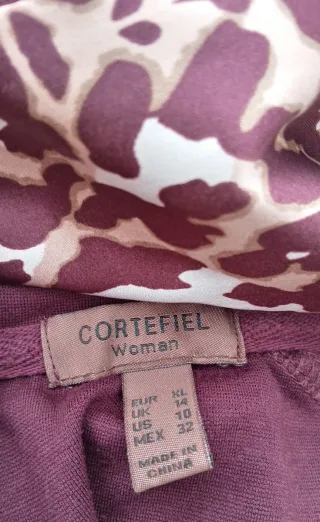 CORTEFIEL
Woman
EUR XL
UK 14
US 10
MEX 32
MADE IN
CHINA